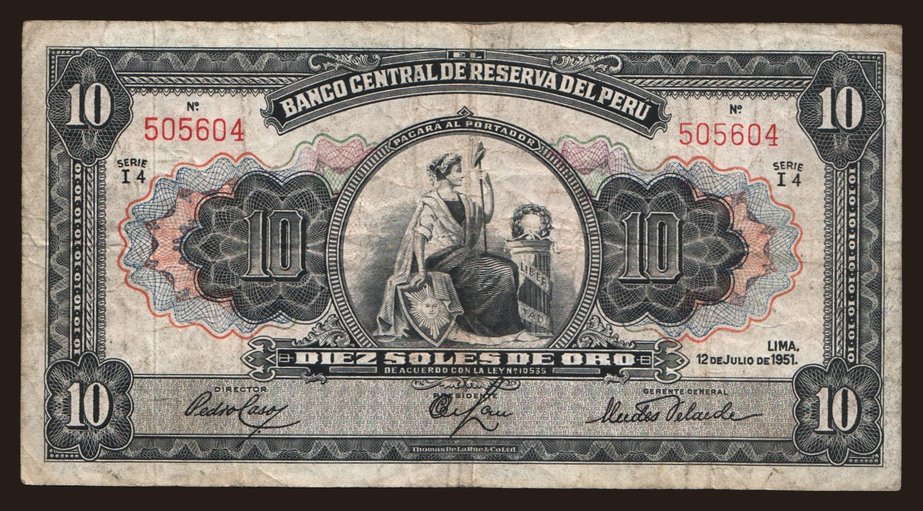 EL
BANCO CENTRAL DE RESERVA DEL PERÚ
10
10
Nº
505604
Nº
505604
PAGARA AL PORTADOR
SERIE
I 4
SERIE
I 4
10
10
DIEZ SOLES DE ORO
DE ACUERDO CON LA LEY Nº 10535
LIMA.
12 DE JULIO DE 1951.
DIRECTOR
PRESIDENTE
GERENTE GENERAL
10
10
Thomas De La Rue & Co Ltd